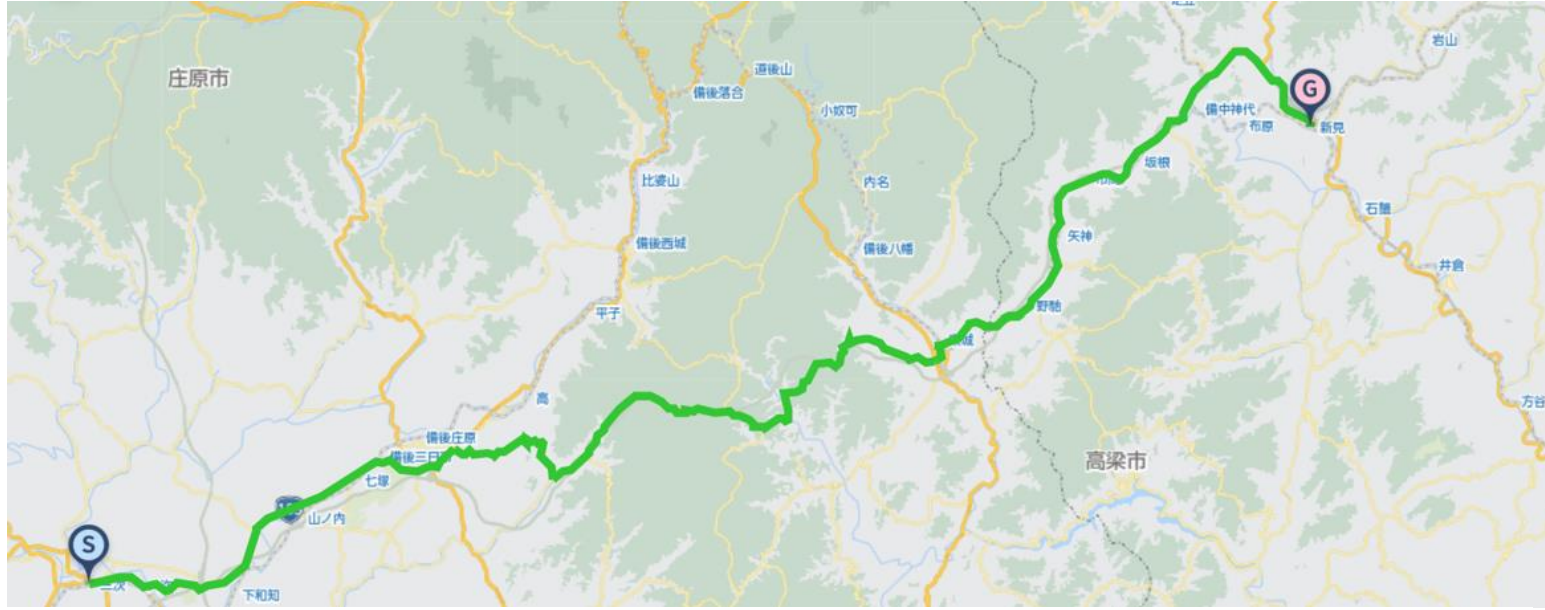 岩山
庄原市
道後山
備後落合
G
小奴可
備中神代
布原
新見
坂根
比婆山
内名
石蟹
矢神
備後西城
備後八幡
井倉
野馳
平子
城
高
方谷
備後庄原
備後三日
高梁市
七塚
山ノ内
S
三次
下和知